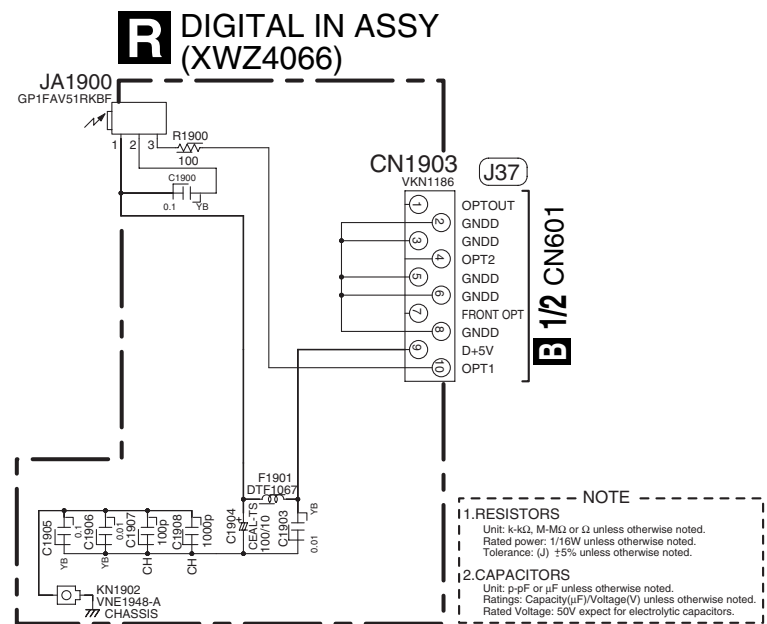 R DIGITAL IN ASSY
(XWZ4066)
JA1900
GP1FAV51RKBF
1 2 3
R1900
100
C1900
0.1 YB
CN1903
VKN1186
J37
1 OPTOUT
2 GNDD
3 GNDD
4 OPT2
5 GNDD
6 GNDD
7 FRONT OPT
8 GNDD
9 D+5V
10 OPT1
B 1/2 CN601
F1901
DTF1067
C1905
0.1
YB
C1906
0.01
YB
C1907
100p
CH
C1908
1000p
CH
C1904
+
CEAL-TS
100/10
C1903
YB
0.01
KN1902
VNE1948-A
CHASSIS
NOTE
1.RESISTORS
Unit: k-kΩ, M-MΩ or Ω unless otherwise noted.
Rated power: 1/16W unless otherwise noted.
Tolerance: (J) ±5% unless otherwise noted.
2.CAPACITORS
Unit: p-pF or μF unless otherwise noted.
Ratings: Capacity(μF)/Voltage(V) unless otherwise noted.
Rated Voltage: 50V expect for electrolytic capacitors.